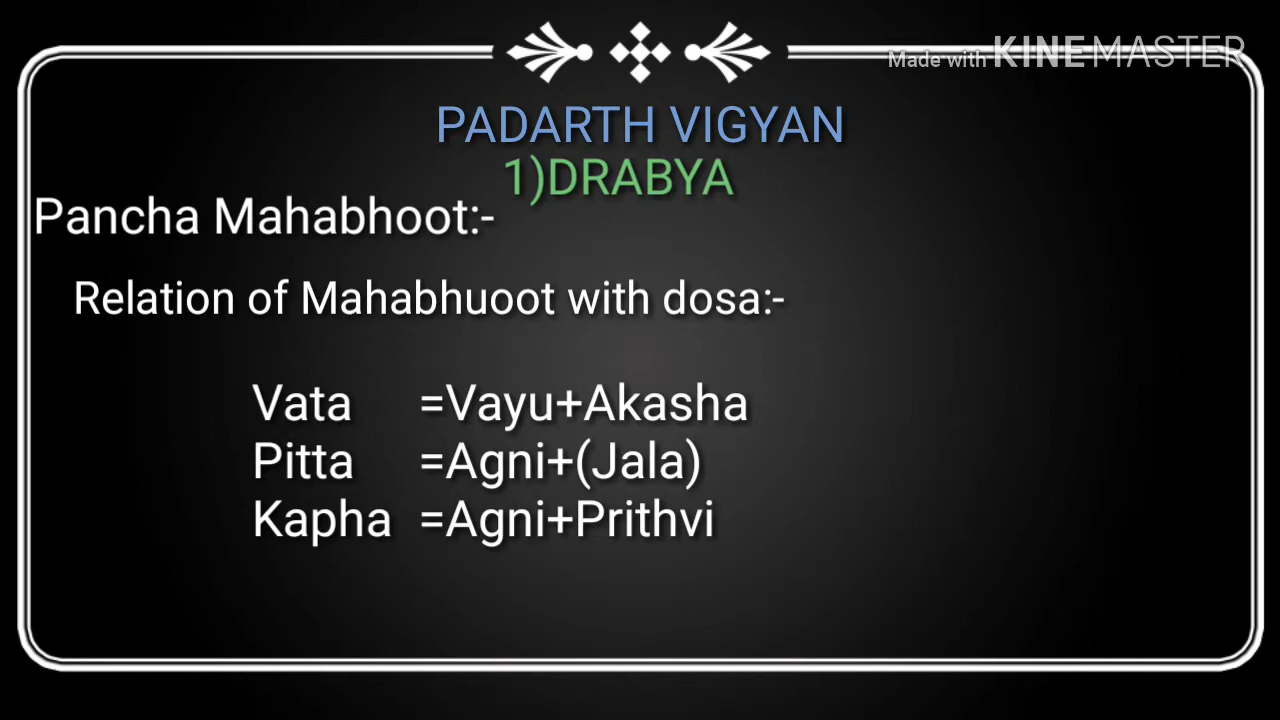 Made with KINEMASTER
PADARTH VIGYAN
1)DRABYA
Pancha Mahabhoot:-
Relation of Mahabhuoot with dosa:-
Vata =Vayu+Akasha
Pitta =Agni+(Jala)
Kapha =Agni+Prithvi